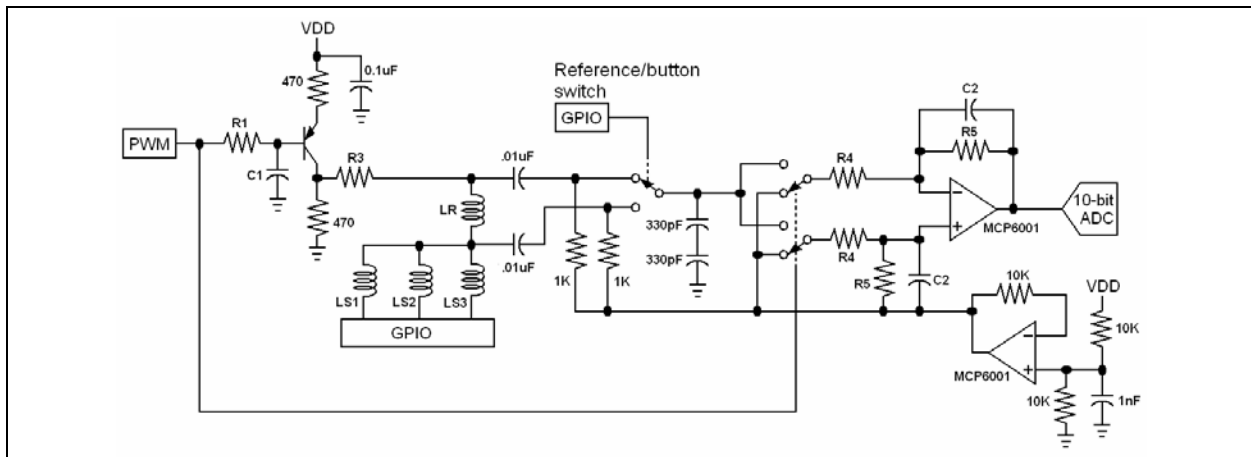 VDD
470
0.1uF
Reference/button
switch
GPIO
PWM
R1
C1
R3
470
.01uF
LR
.01uF
LS1
LS2
LS3
GPIO
1K
1K
330pF
330pF
R4
R4
C2
R5
−
+
MCP6001
10-bit
ADC
R5
C2
10K
VDD
10K
−
+
MCP6001
10K
1nF